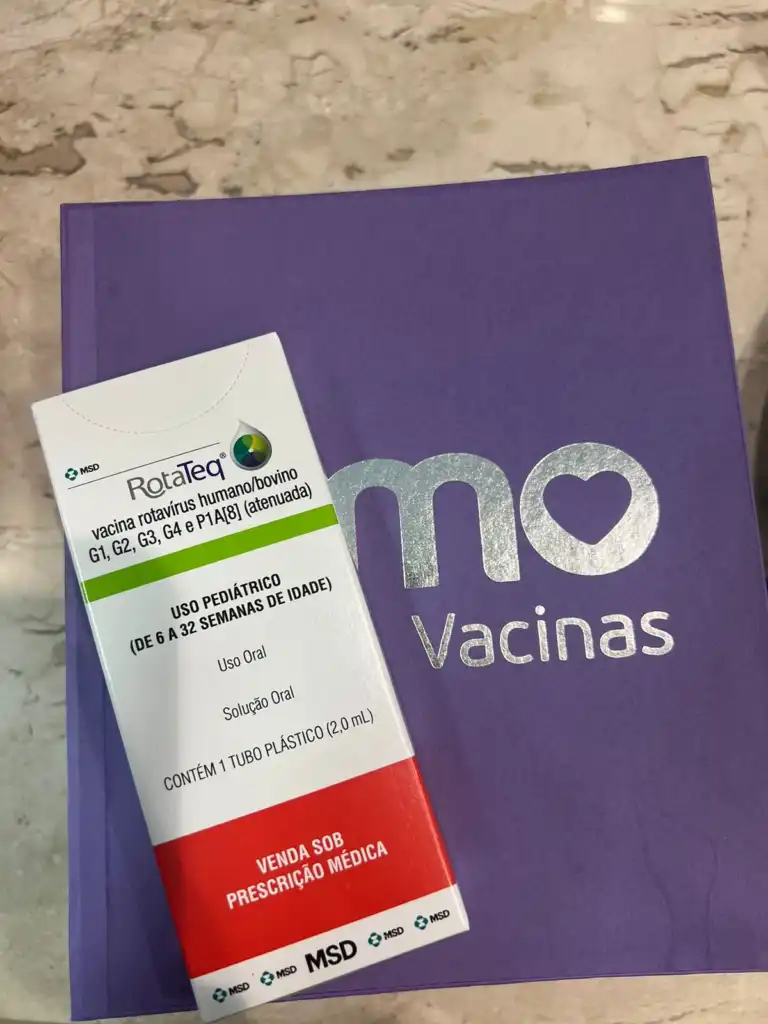 MSD
RotaTeq®
vacina rotavírus humano/bovino
G1, G2, G3, G4 e P1A[8] (atenuada)
USO PEDIÁTRICO
(DE 6 A 32 SEMANAS DE IDADE)
Uso Oral
Solução Oral
CONTÉM 1 TUBO PLÁSTICO (2,0 mL)
VENDA SOB
PRESCRIÇÃO MÉDICA
MSD MSD MSD MSD MSD
mo
Vacinas